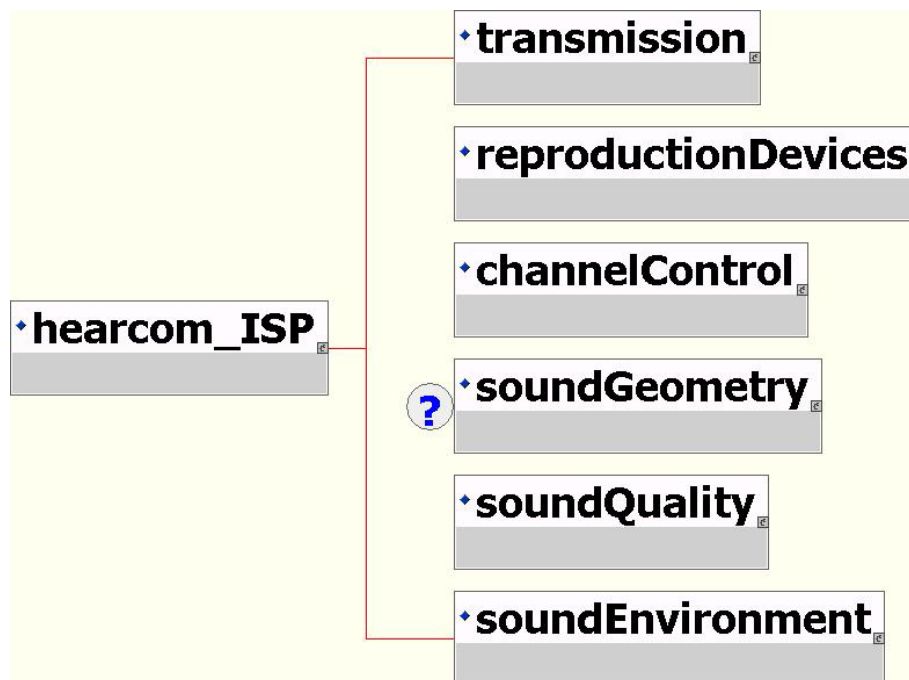 transmission
reproductionDevices
channelControl
hearcom_ISP
soundGeometry
?
soundQuality
soundEnvironment